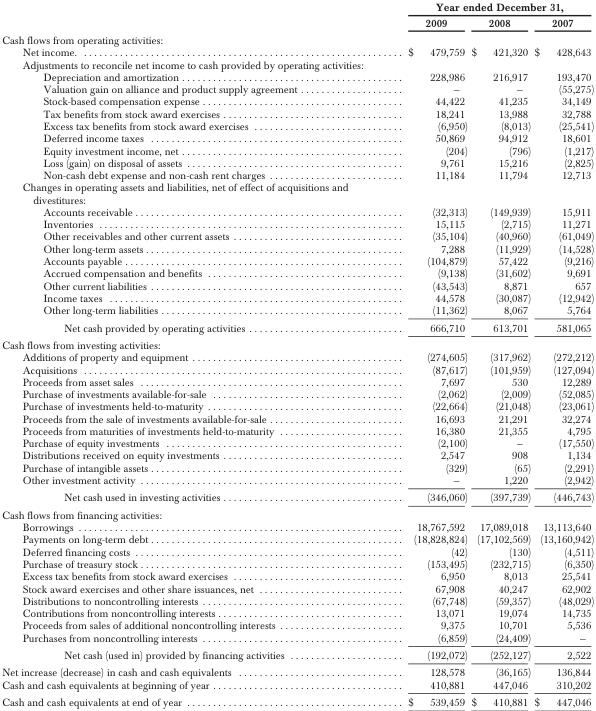 Year ended December 31,
2009 2008 2007
Cash flows from operating activities:
Net income. $ 479,759 $ 421,320 $ 428,643
Adjustments to reconcile net income to cash provided by operating activities:
Depreciation and amortization 228,986 216,917 193,470
Valuation gain on alliance and product supply agreement – – (55,275)
Stock-based compensation expense 44,422 41,235 34,149
Tax benefits from stock award exercises 18,241 13,988 32,788
Excess tax benefits from stock award exercises (6,950) (8,013) (25,541)
Deferred income taxes 50,869 94,912 18,601
Equity investment income, net (204) (796) (1,217)
Loss (gain) on disposal of assets 9,761 15,216 (2,825)
Non-cash debt expense and non-cash rent charges 11,184 11,794 12,713
Changes in operating assets and liabilities, net of effect of acquisitions and
divestitures:
Accounts receivable (32,313) (149,939) 15,911
Inventories 15,115 (2,715) 11,271
Other receivables and other current assets (35,104) (40,960) (61,049)
Other long-term assets 7,288 (11,929) (14,528)
Accounts payable (104,879) 57,422 (9,216)
Accrued compensation and benefits (9,138) (31,602) 9,691
Other current liabilities (43,543) 8,871 657
Income taxes 44,578 (30,087) (12,942)
Other long-term liabilities (11,362) 8,067 5,764
Net cash provided by operating activities 666,710 613,701 581,065
Cash flows from investing activities:
Additions of property and equipment (274,605) (317,962) (272,212)
Acquisitions (87,617) (101,959) (127,094)
Proceeds from asset sales 7,697 530 12,289
Purchase of investments available-for-sale (2,062) (2,009) (52,085)
Purchase of investments held-to-maturity (22,664) (21,048) (23,061)
Proceeds from the sale of investments available-for-sale 16,693 21,291 32,274
Proceeds from maturities of investments held-to-maturity 16,380 21,355 4,795
Purchase of equity investments (2,100) – (17,550)
Distributions received on equity investments 2,547 908 1,134
Purchase of intangible assets (329) (65) (2,291)
Other investment activity – 1,220 (2,942)
Net cash used in investing activities (346,060) (397,739) (446,743)
Cash flows from financing activities:
Borrowings 18,767,592 17,089,018 13,113,640
Payments on long-term debt (18,828,824) (17,102,569) (13,160,942)
Deferred financing costs (42) (130) (4,511)
Purchase of treasury stock (153,495) (232,715) (6,350)
Excess tax benefits from stock award exercises 6,950 8,013 25,541
Stock award exercises and other share issuances, net 67,908 40,247 62,902
Distributions to noncontrolling interests (67,748) (59,357) (48,029)
Contributions from noncontrolling interests 13,071 19,074 14,735
Proceeds from sales of additional noncontrolling interests 9,375 10,701 5,536
Purchases from noncontrolling interests (6,859) (24,409) –
Net cash (used in) provided by financing activities (192,072) (252,127) 2,522
Net increase (decrease) in cash and cash equivalents 128,578 (36,165) 136,844
Cash and cash equivalents at beginning of year 410,881 447,046 310,202
Cash and cash equivalents at end of year $ 539,459 $ 410,881 $ 447,046